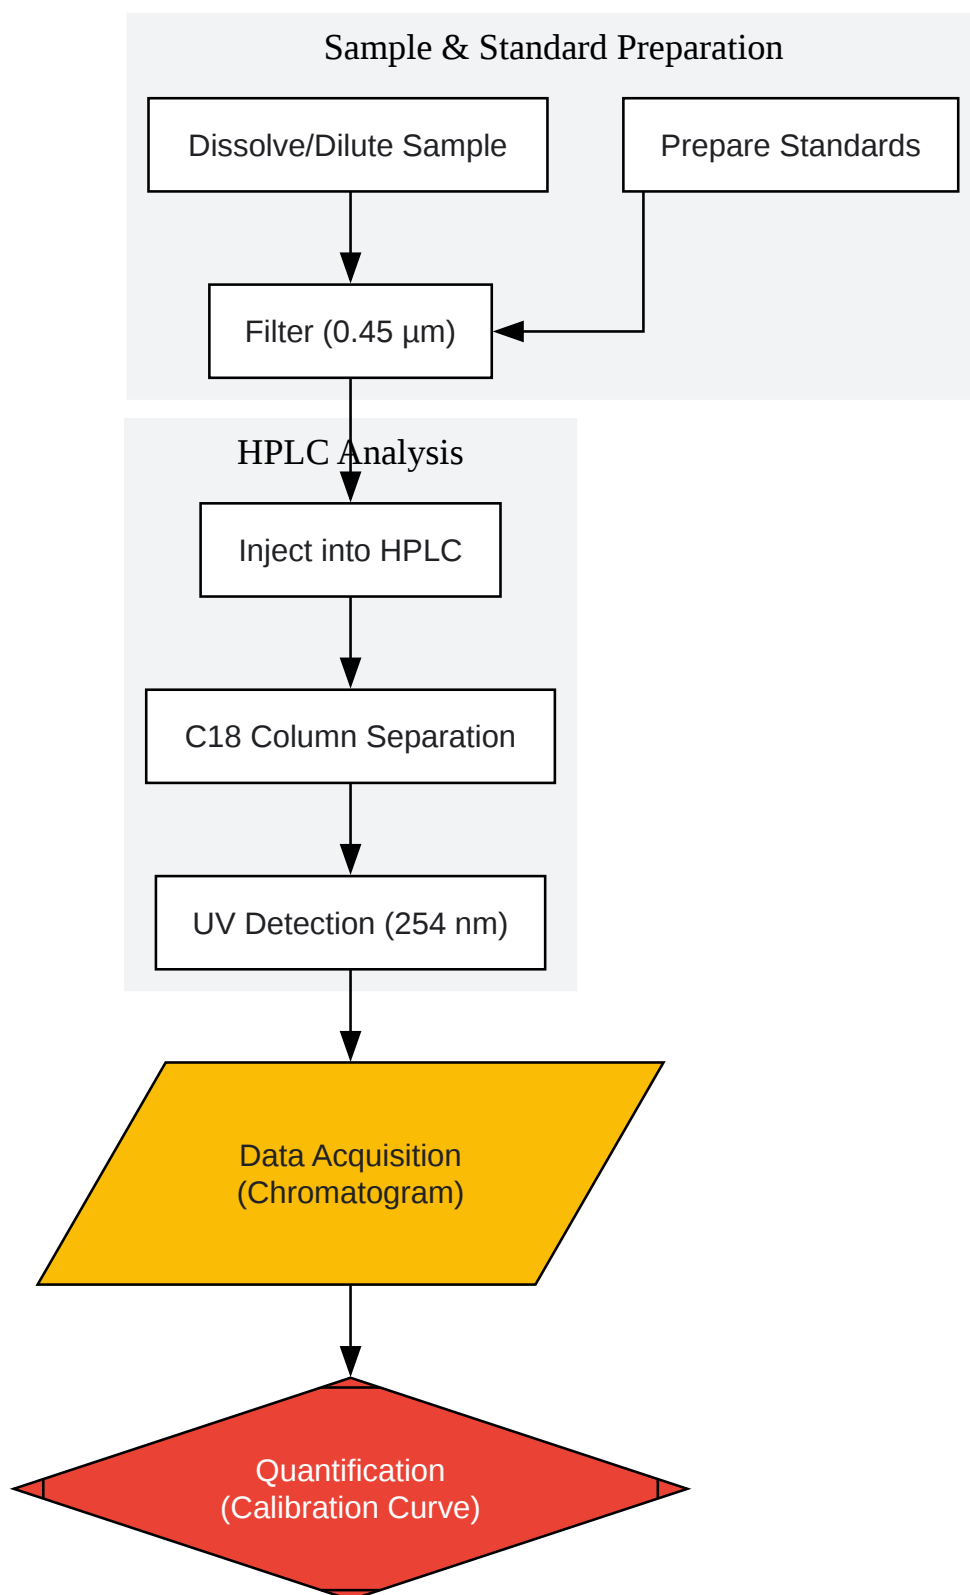 Sample & Standard Preparation
Dissolve/Dilute Sample
Prepare Standards
Filter (0.45 µm)
HPLC Analysis
Inject into HPLC
C18 Column Separation
UV Detection (254 nm)
Data Acquisition
(Chromatogram)
Quantification
(Calibration Curve)